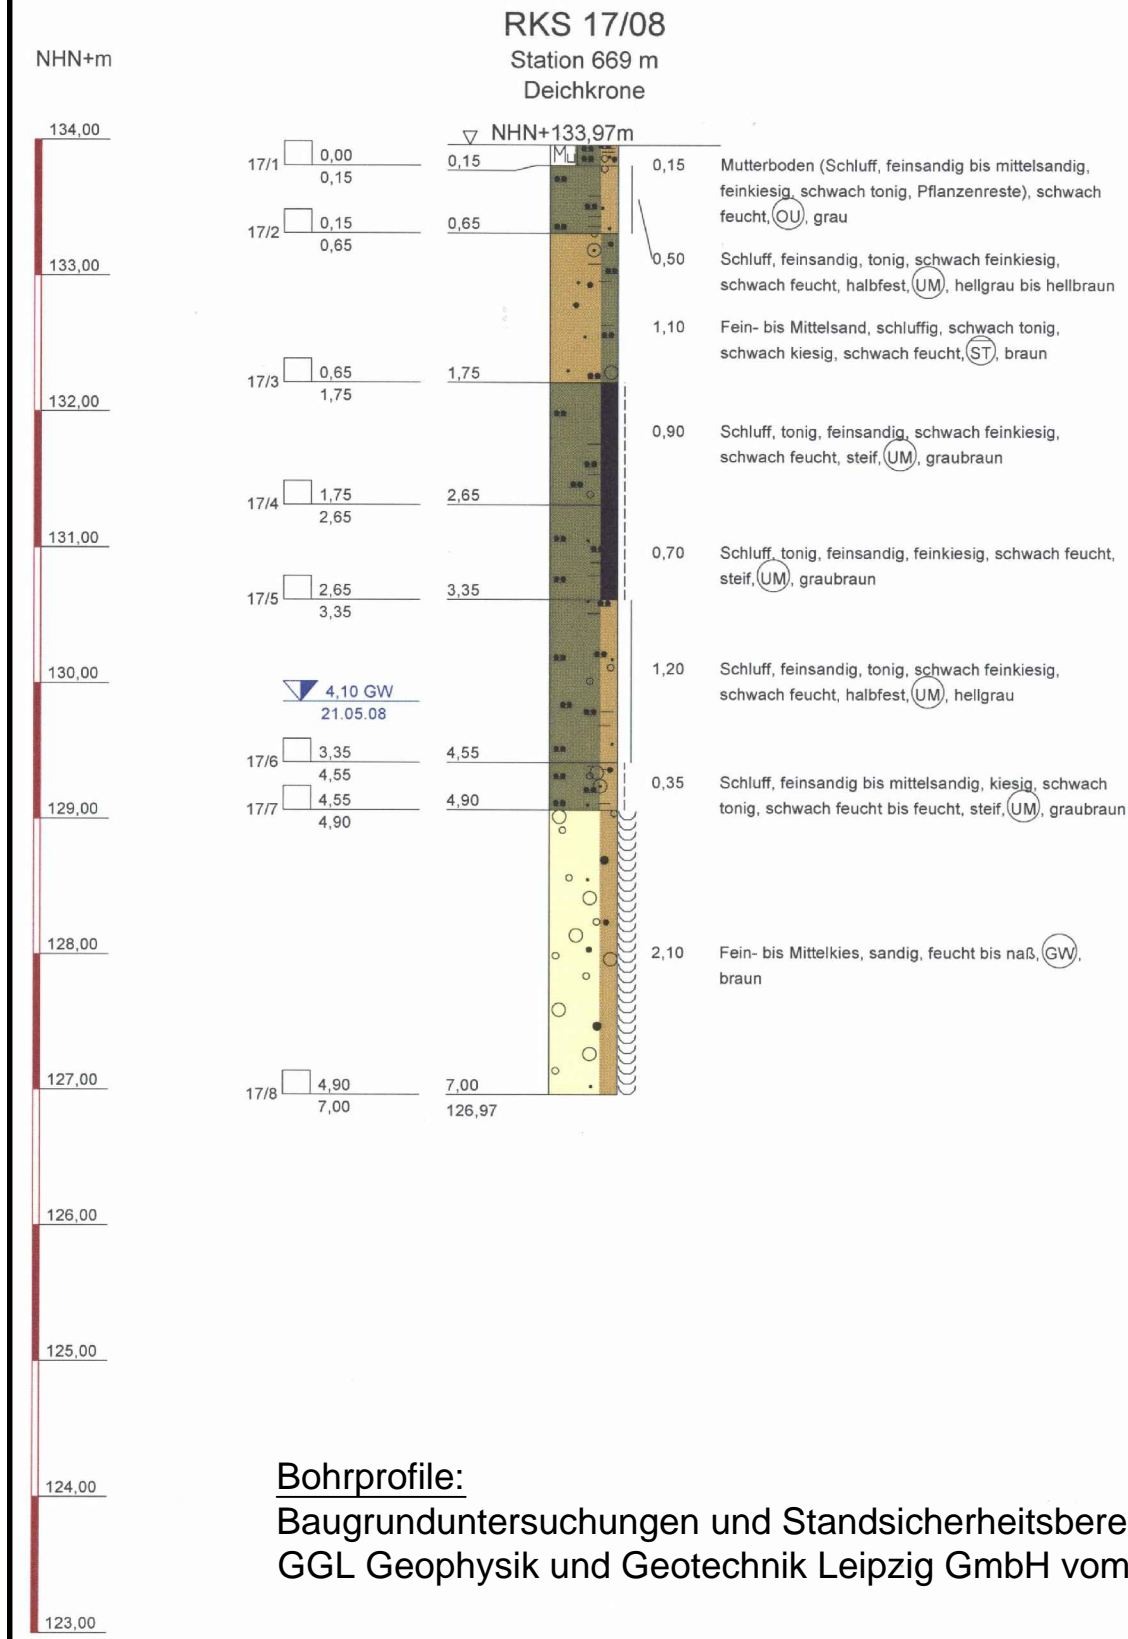 RKS 17/08
Station 669 m
Deichkrone
NHN+m
134,00
133,00
132,00
131,00
130,00
129,00
128,00
127,00
126,00
125,00
124,00
123,00
NHN+133,97m
Mu
17/1 0,00
0,15
17/2 0,15
0,65
17/3 0,65
1,75
17/4 1,75
2,65
17/5 2,65
3,35
4,10 GW
21.05.08
17/6 3,35
4,55
17/7 4,55
4,90
17/8 4,90
7,00
0,15
0,65
1,75
2,65
3,35
4,55
4,90
7,00
126,97
0,15 Mutterboden (Schluff, feinsandig bis mittelsandig,
feinkiesig, schwach tonig, Pflanzenreste), schwach
feucht, OU, grau
0,50 Schluff, feinsandig, tonig, schwach feinkiesig,
schwach feucht, halbfest, UM, hellgrau bis hellbraun
1,10 Fein- bis Mittelsand, schluffig, schwach tonig,
schwach kiesig, schwach feucht, S̅T̅, braun
0,90 Schluff, tonig, feinsandig, schwach feinkiesig,
schwach feucht, steif, UM, graubraun
0,70 Schluff, tonig, feinsandig, feinkiesig, schwach feucht,
steif, UM, graubraun
1,20 Schluff, feinsandig, tonig, schwach feinkiesig,
schwach feucht, halbfest, UM, hellgrau
0,35 Schluff, feinsandig bis mittelsandig, kiesig, schwach
tonig, schwach feucht bis feucht, steif, UM, graubraun
2,10 Fein- bis Mittelkies, sandig, feucht bis naß, GW,
braun
Bohrprofile:
Baugrunduntersuchungen und Standsicherheitsbere
GGL Geophysik und Geotechnik Leipzig GmbH vom